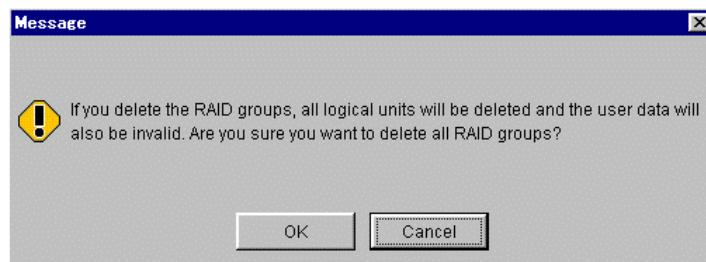 Message
If you delete the RAID groups, all logical units will be deleted and the user data will
also be invalid. Are you sure you want to delete all RAID groups?
OK
Cancel